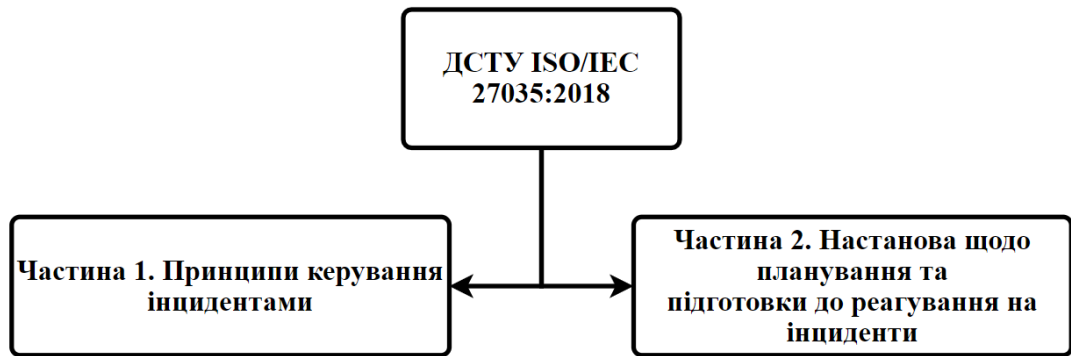 ДСТУ ISO/IEC
27035:2018
Частина 1. Принципи керування
інцидентами
Частина 2. Настанова щодо
планування та
підготовки до реагування на
інциденти